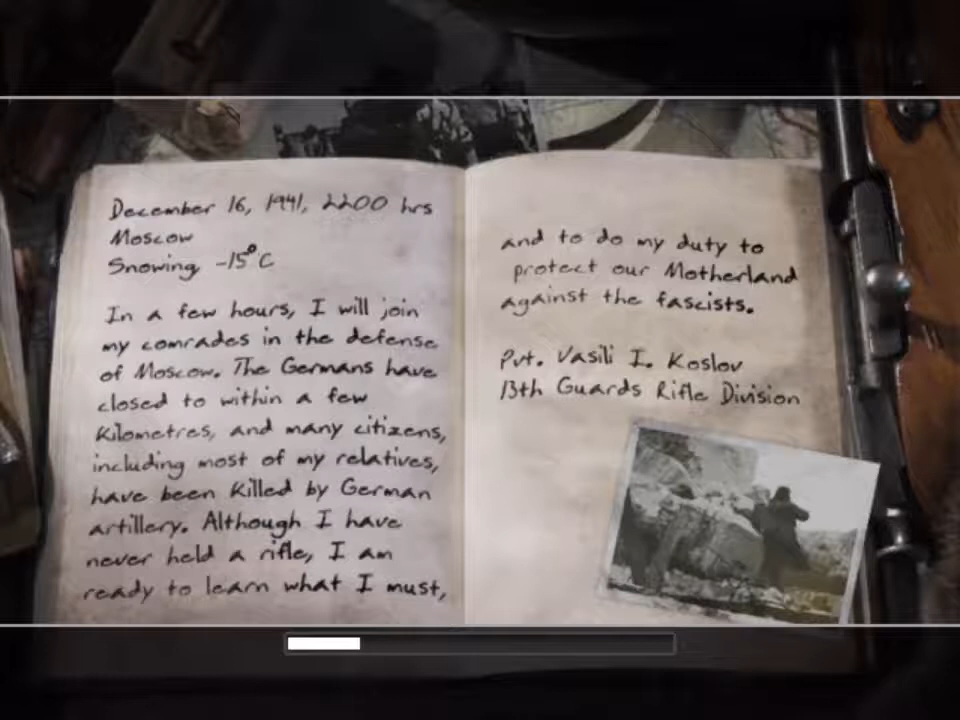 December 16, 1941, 2200 hrs
Moscow
Snowing -15°C
In a few hours, I will join
my comrades in the defense
of Moscow. The Germans have
closed to within a few
Kilometres, and many citizens,
including most of my relatives,
have been killed by German
artillery. Although I have
never held a rifle, I am
ready to learn what I must,
and to do my duty to
protect our Motherland
against the fascists.
Pvt. Vasili I. Koslov
13th Guards Rifle Division